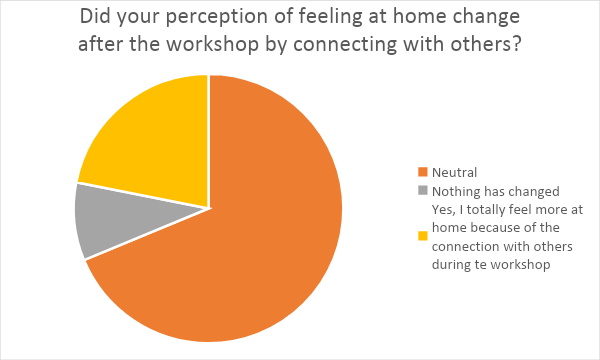 Did your perception of feeling at home change
after the workshop by connecting with others?
Neutral
Nothing has changed
Yes, I totally feel more at
home because of the
connection with others
during te workshop